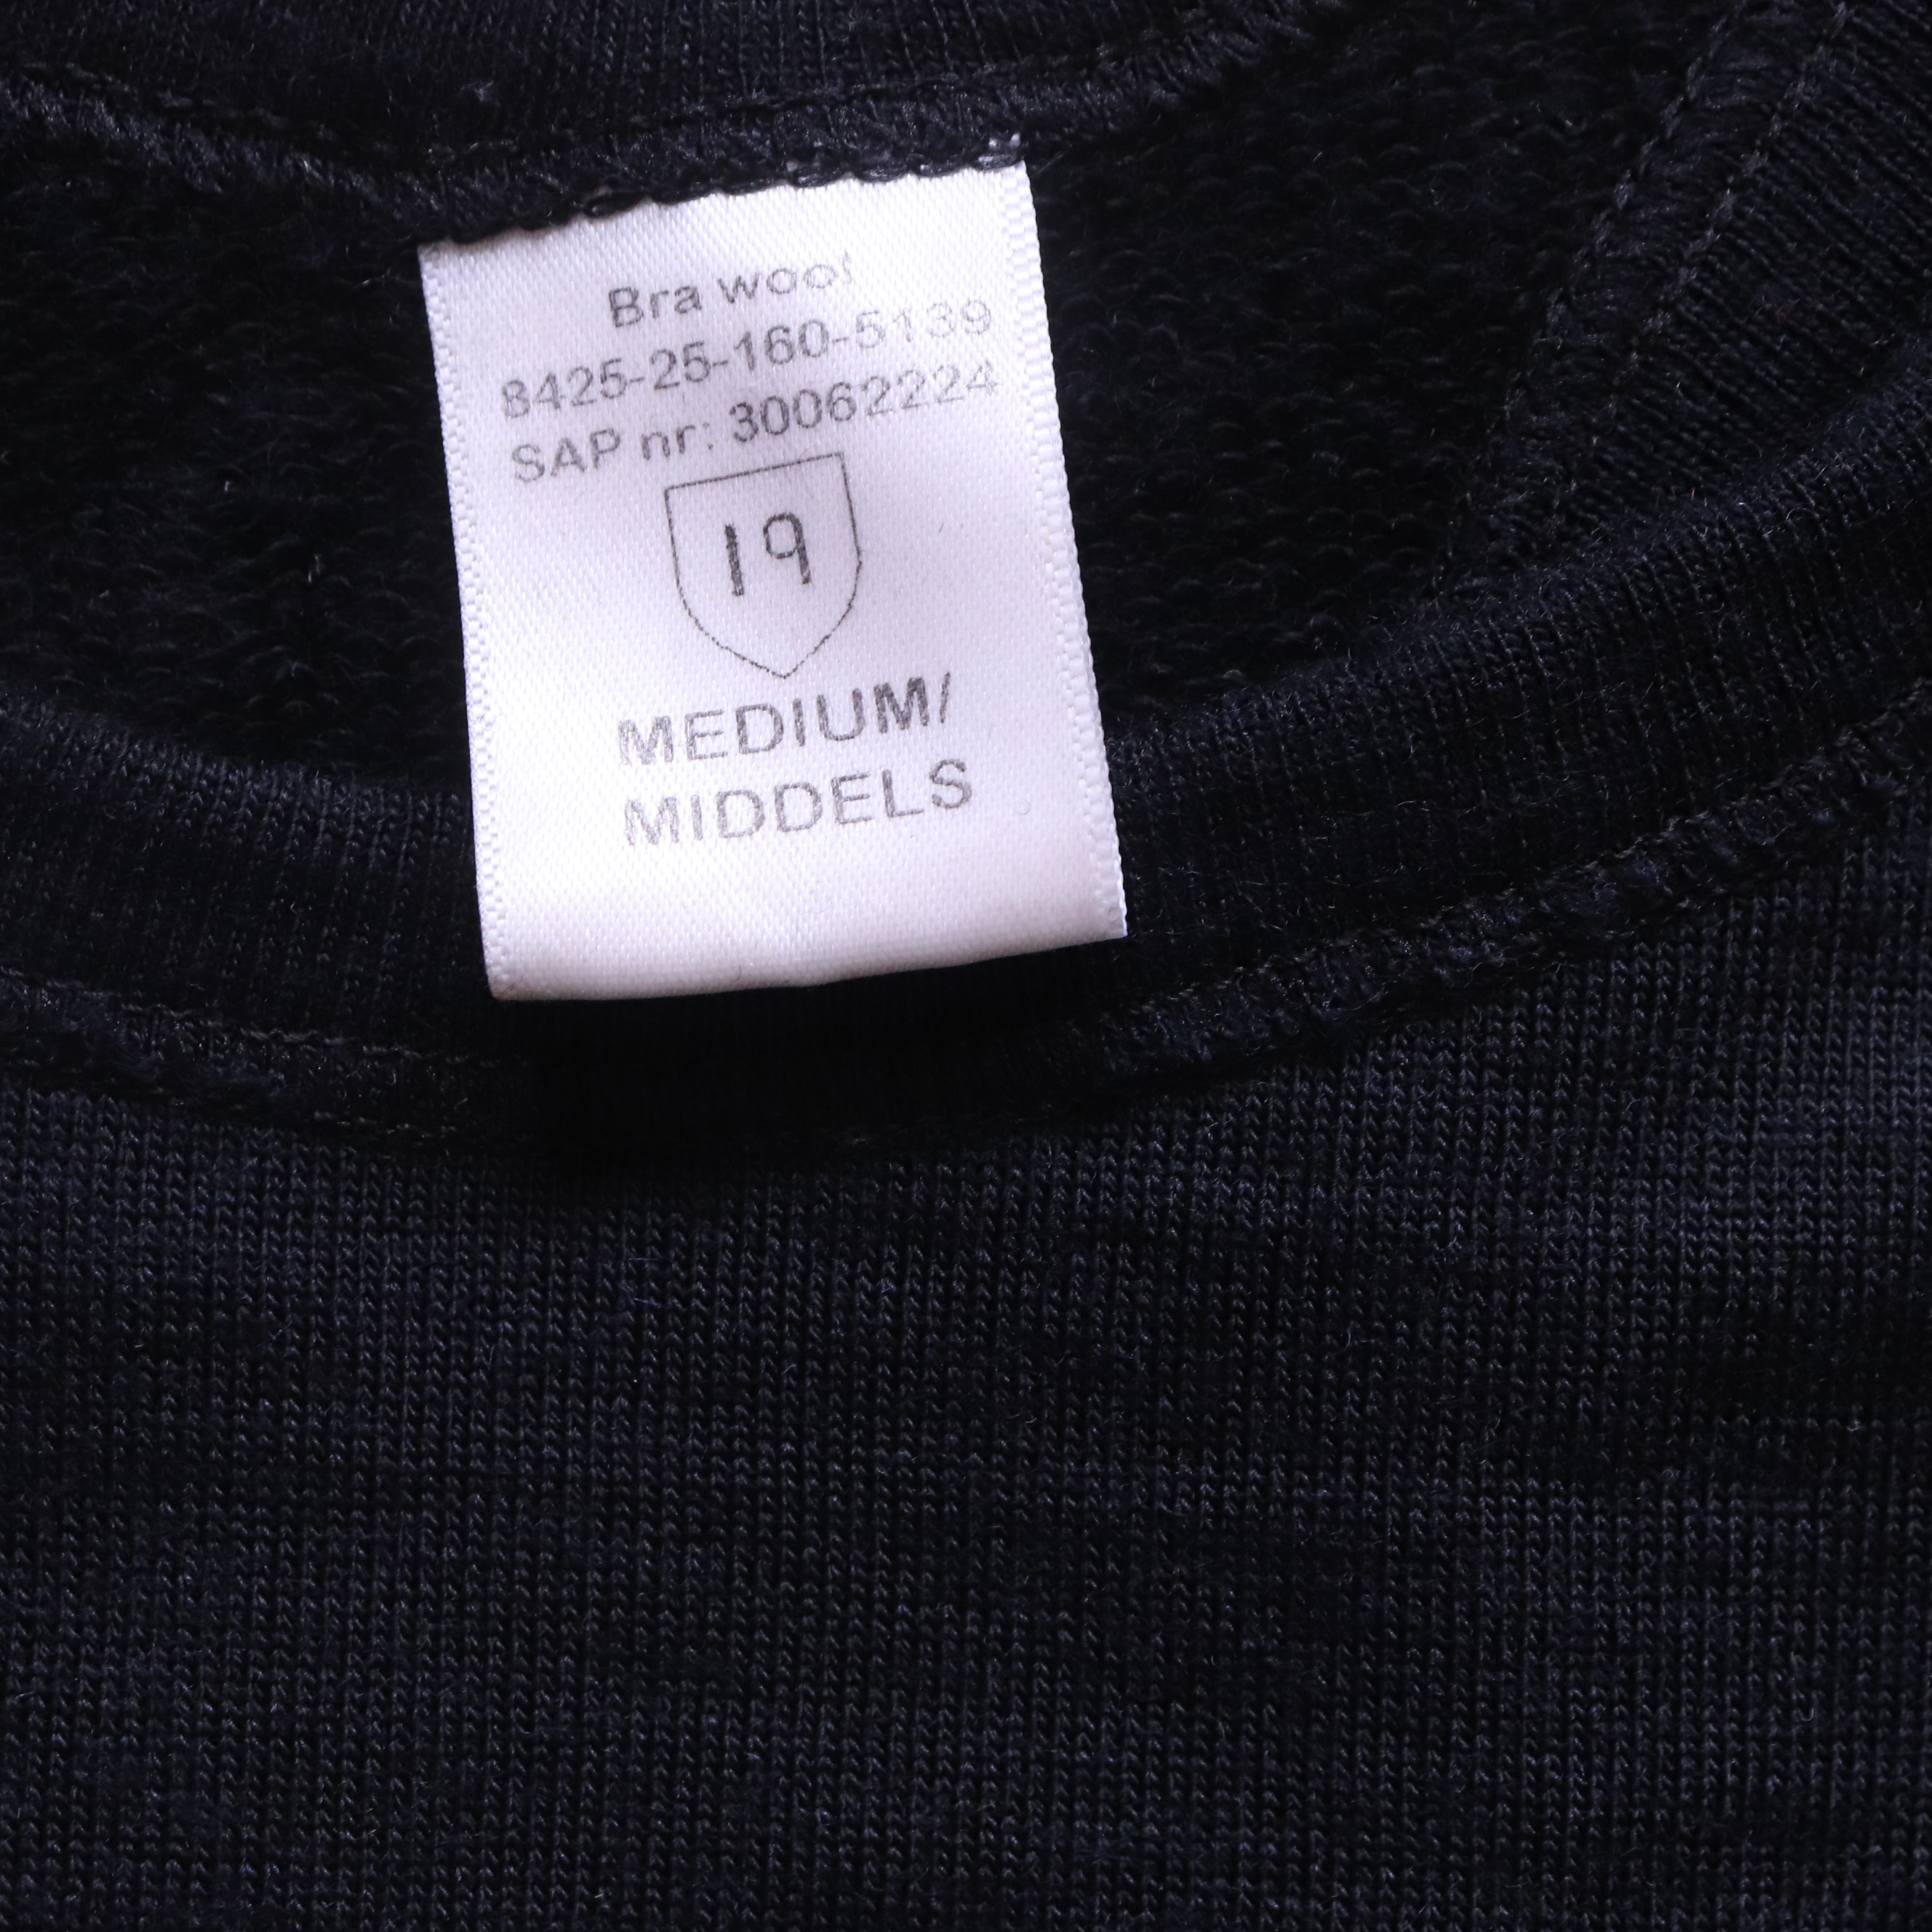 Bra wool
8425-25-160-5139
SAP nr: 30062224
19
MEDIUM/
MIDDELS